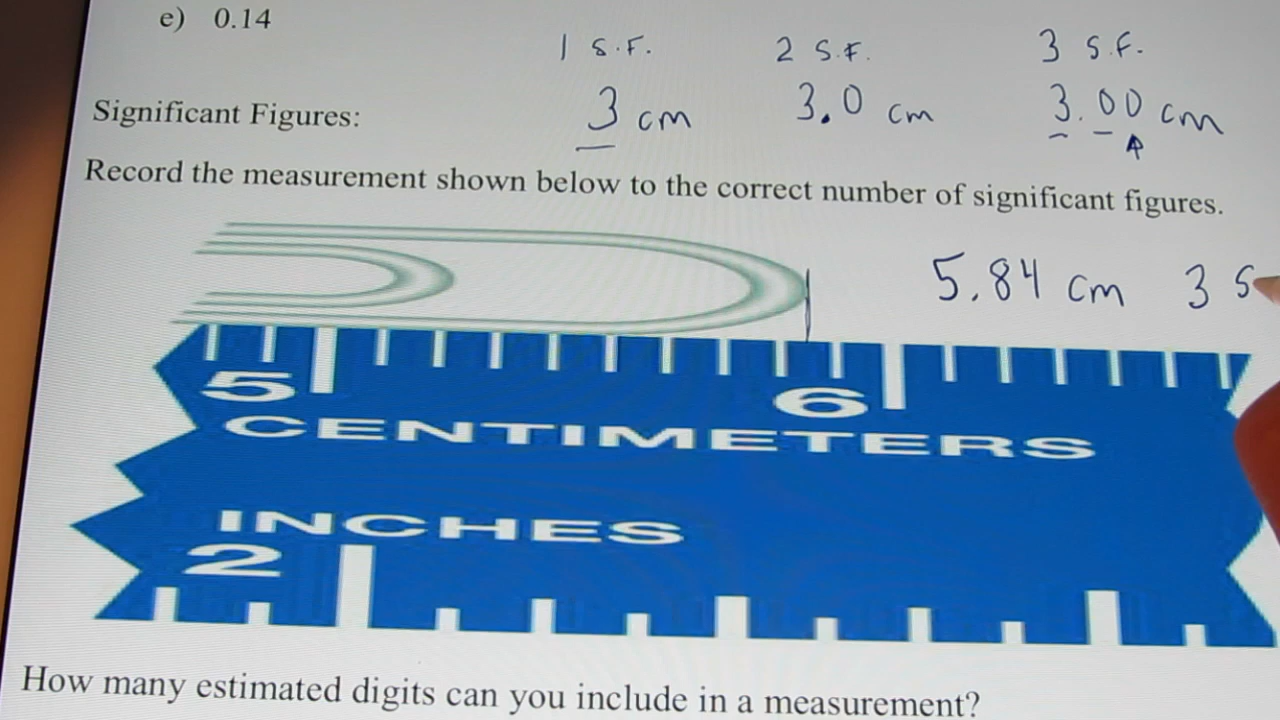 e) 0.14
1 S.F. 2 S.F. 3 S.F.
Significant Figures: 3 cm 3.0 cm 3.00 cm
Record the measurement shown below to the correct number of significant figures.
5.84 cm 3 S
5 6
CENTIMETERS
INCHES
2
How many estimated digits can you include in a measurement?